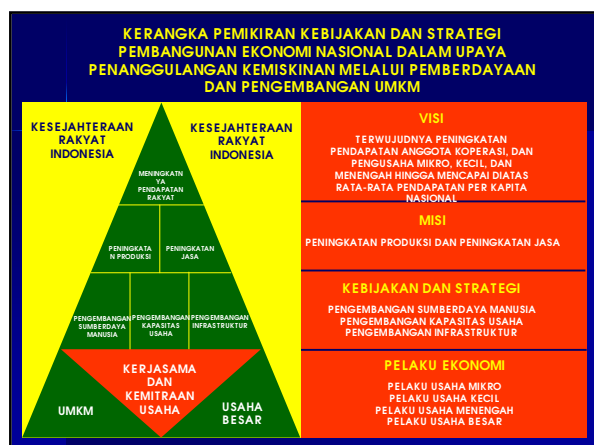 KERANGKA PEMIKIRAN KEBIJAKAN DAN STRATEGI
PEMBANGUNAN EKONOMI NASIONAL DALAM UPAYA
PENANGGULANGAN KEMISKINAN MELALUI PEMBERDAYAAN
DAN PENGEMBANGAN UMKM
KESEJAHTERAAN
RAKYAT
INDONESIA
KESEJAHTERAAN
RAKYAT
INDONESIA
MENINGKATN
YA
PENDAPATAN
RAKYAT
PENINGKATA
N PRODUKSI
PENINGKATAN
JASA
PENGEMBANGAN
SUMBERDAYA
MANUSIA
PENGEMBANGAN
KAPASITAS
USAHA
PENGEMBANGAN
INFRASTRUKTUR
KERJASAMA
DAN
KEMITRAAN
USAHA
UMKM
USAHA
BESAR
VISI
TERWUJUDNYA PENINGKATAN
PENDAPATAN ANGGOTA KOPERASI, DAN
PENGUSAHA MIKRO, KECIL, DAN
MENENGAH HINGGA MENCAPAI DIATAS
RATA-RATA PENDAPATAN PER KAPITA
NASIONAL
MISI
PENINGKATAN PRODUKSI DAN PENINGKATAN JASA
KEBIJAKAN DAN STRATEGI
PENGEMBANGAN SUMBERDAYA MANUSIA
PENGEMBANGAN KAPASITAS USAHA
PENGEMBANGAN INFRASTRUKTUR
PELAKU EKONOMI
PELAKU USAHA MIKRO
PELAKU USAHA KECIL
PELAKU USAHA MENENGAH
PELAKU USAHA BESAR